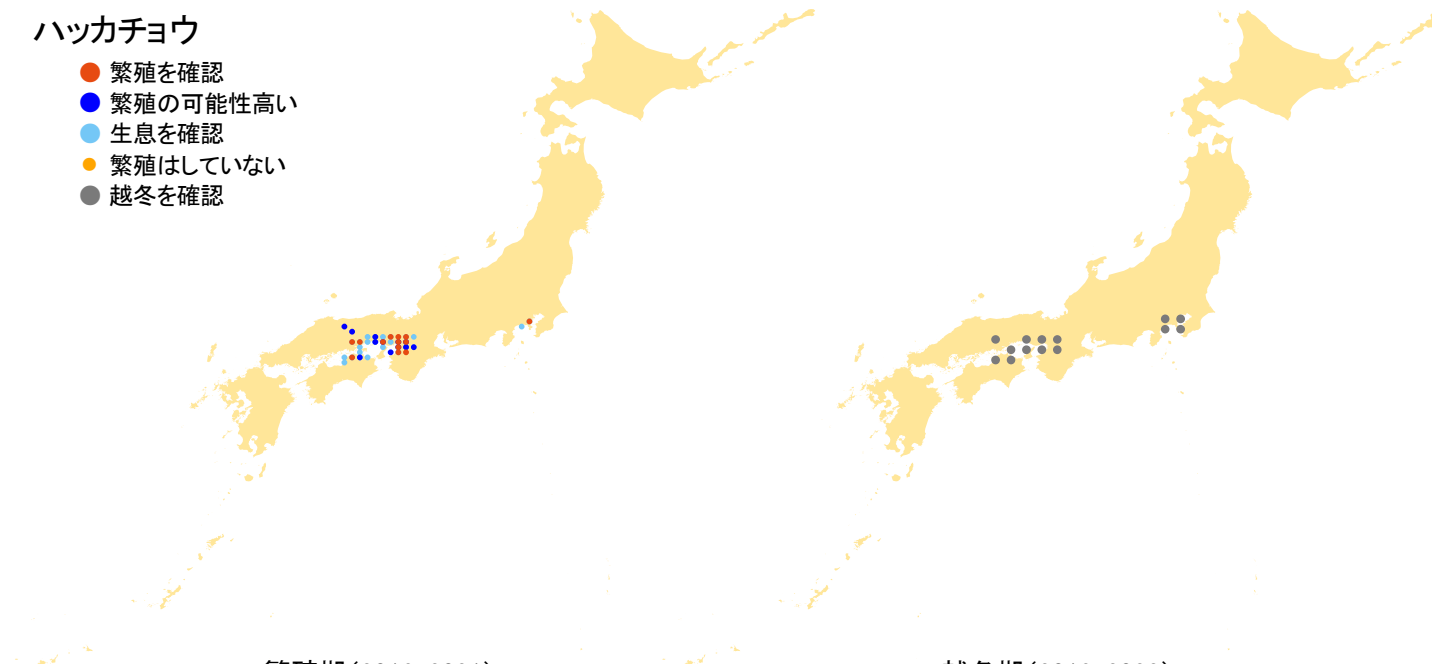 ハッカチョウ
繁殖を確認
繁殖の可能性高い
生息を確認
繁殖はしていない
越冬を確認